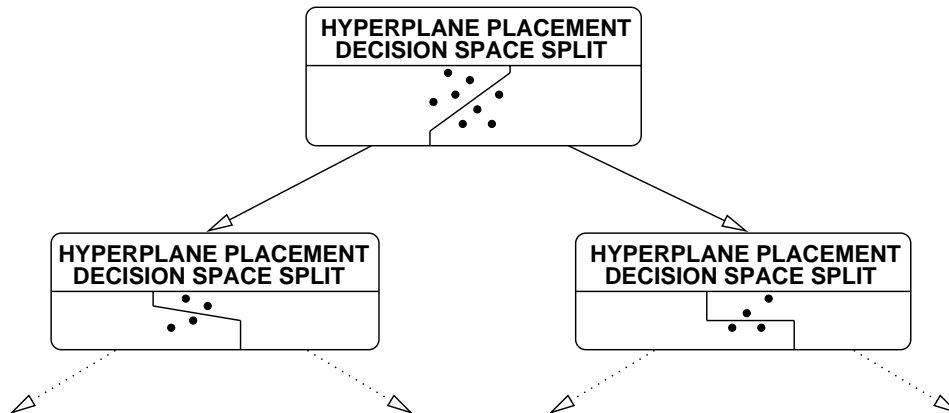 HYPERPLANE PLACEMENT
DECISION SPACE SPLIT
HYPERPLANE PLACEMENT
DECISION SPACE SPLIT
HYPERPLANE PLACEMENT
DECISION SPACE SPLIT